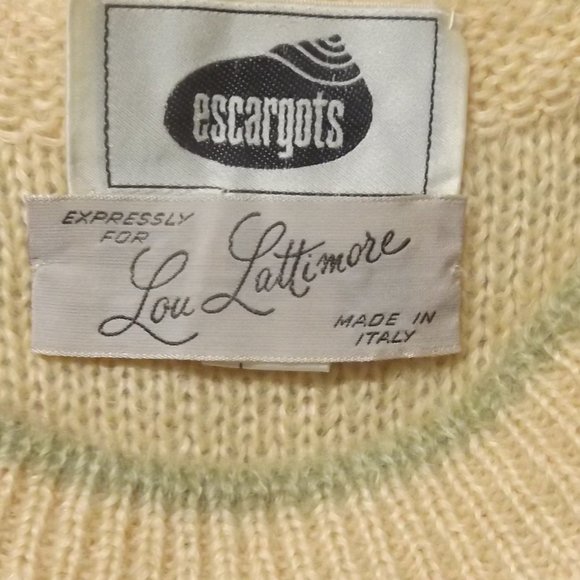 escargots
EXPRESSLY
FOR
Lou Lattimore
MADE IN
ITALY